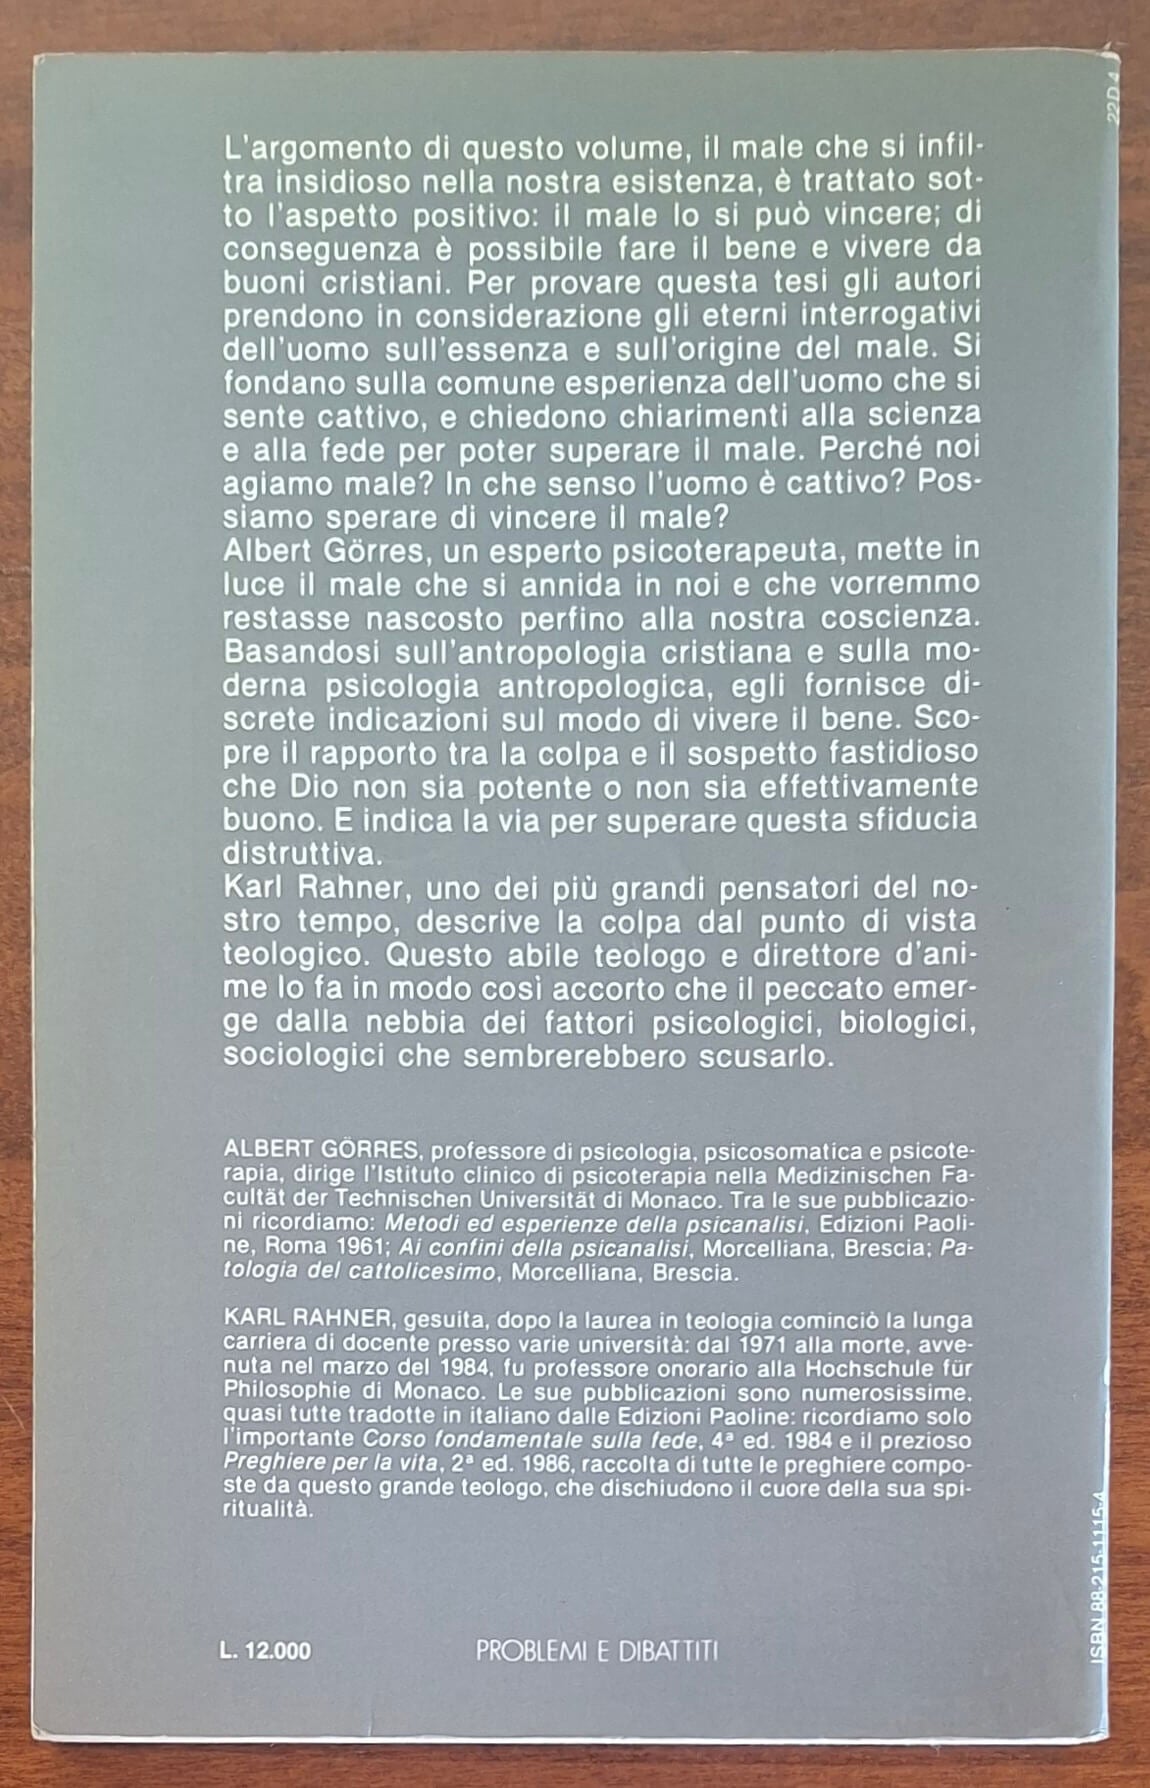 22 D 4
L'argomento di questo volume, il male che si infil-
tra insidioso nella nostra esistenza, è trattato sot-
to l'aspetto positivo: il male lo si può vincere; di
conseguenza è possibile fare il bene e vivere da
buoni cristiani. Per provare questa tesi gli autori
prendono in considerazione gli eterni interrogativi
dell'uomo sull'essenza e sull'origine del male. Si
fondano sulla comune esperienza dell'uomo che si
sente cattivo, e chiedono chiarimenti alla scienza
e alla fede per poter superare il male. Perché noi
agiamo male? In che senso l'uomo è cattivo? Pos-
siamo sperare di vincere il male?
Albert Görres, un esperto psicoterapeuta, mette in
luce il male che si annida in noi e che vorremmo
restasse nascosto perfino alla nostra coscienza.
Basandosi sull'antropologia cristiana e sulla mo-
derna psicologia antropologica, egli fornisce di-
screte indicazioni sul modo di vivere il bene. Sco-
pre il rapporto tra la colpa e il sospetto fastidioso
che Dio non sia potente o non sia effettivamente
buono. E indica la via per superare questa sfiducia
distruttiva.
Karl Rahner, uno dei più grandi pensatori del no-
stro tempo, descrive la colpa dal punto di vista
teologico. Questo abile teologo e direttore d'ani-
me lo fa in modo così accorto che il peccato emer-
ge dalla nebbia dei fattori psicologici, biologici,
sociologici che sembrerebbero scusarlo.
ALBERT GÖRRES, professore di psicologia, psicosomatica e psicote-
rapia, dirige l'Istituto clinico di psicoterapia nella Medizinischen Fa-
cultät der Technischen Universität di Monaco. Tra le sue pubblicazio-
ni ricordiamo: Metodi ed esperienze della psicanalisi, Edizioni Paoli-
ne, Roma 1961; Ai confini della psicanalisi, Morcelliana, Brescia; Pa-
tologia del cattolicesimo, Morcelliana, Brescia.
KARL RAHNER, gesuita, dopo la laurea in teologia cominciò la lunga
carriera di docente presso varie università: dal 1971 alla morte, avve-
nuta nel marzo del 1984, fu professore onorario alla Hochschule für
Philosophie di Monaco. Le sue pubblicazioni sono numerosissime,
quasi tutte tradotte in italiano dalle Edizioni Paoline: ricordiamo solo
l'importante Corso fondamentale sulla fede, 4ª ed. 1984 e il prezioso
Preghiere per la vita, 2ª ed. 1986, raccolta di tutte le preghiere compo-
ste da questo grande teologo, che dischiudono il cuore della sua spi-
ritualità.
L. 12.000
PROBLEMI E DIBATTITI
ISBN 88-215-1115-4